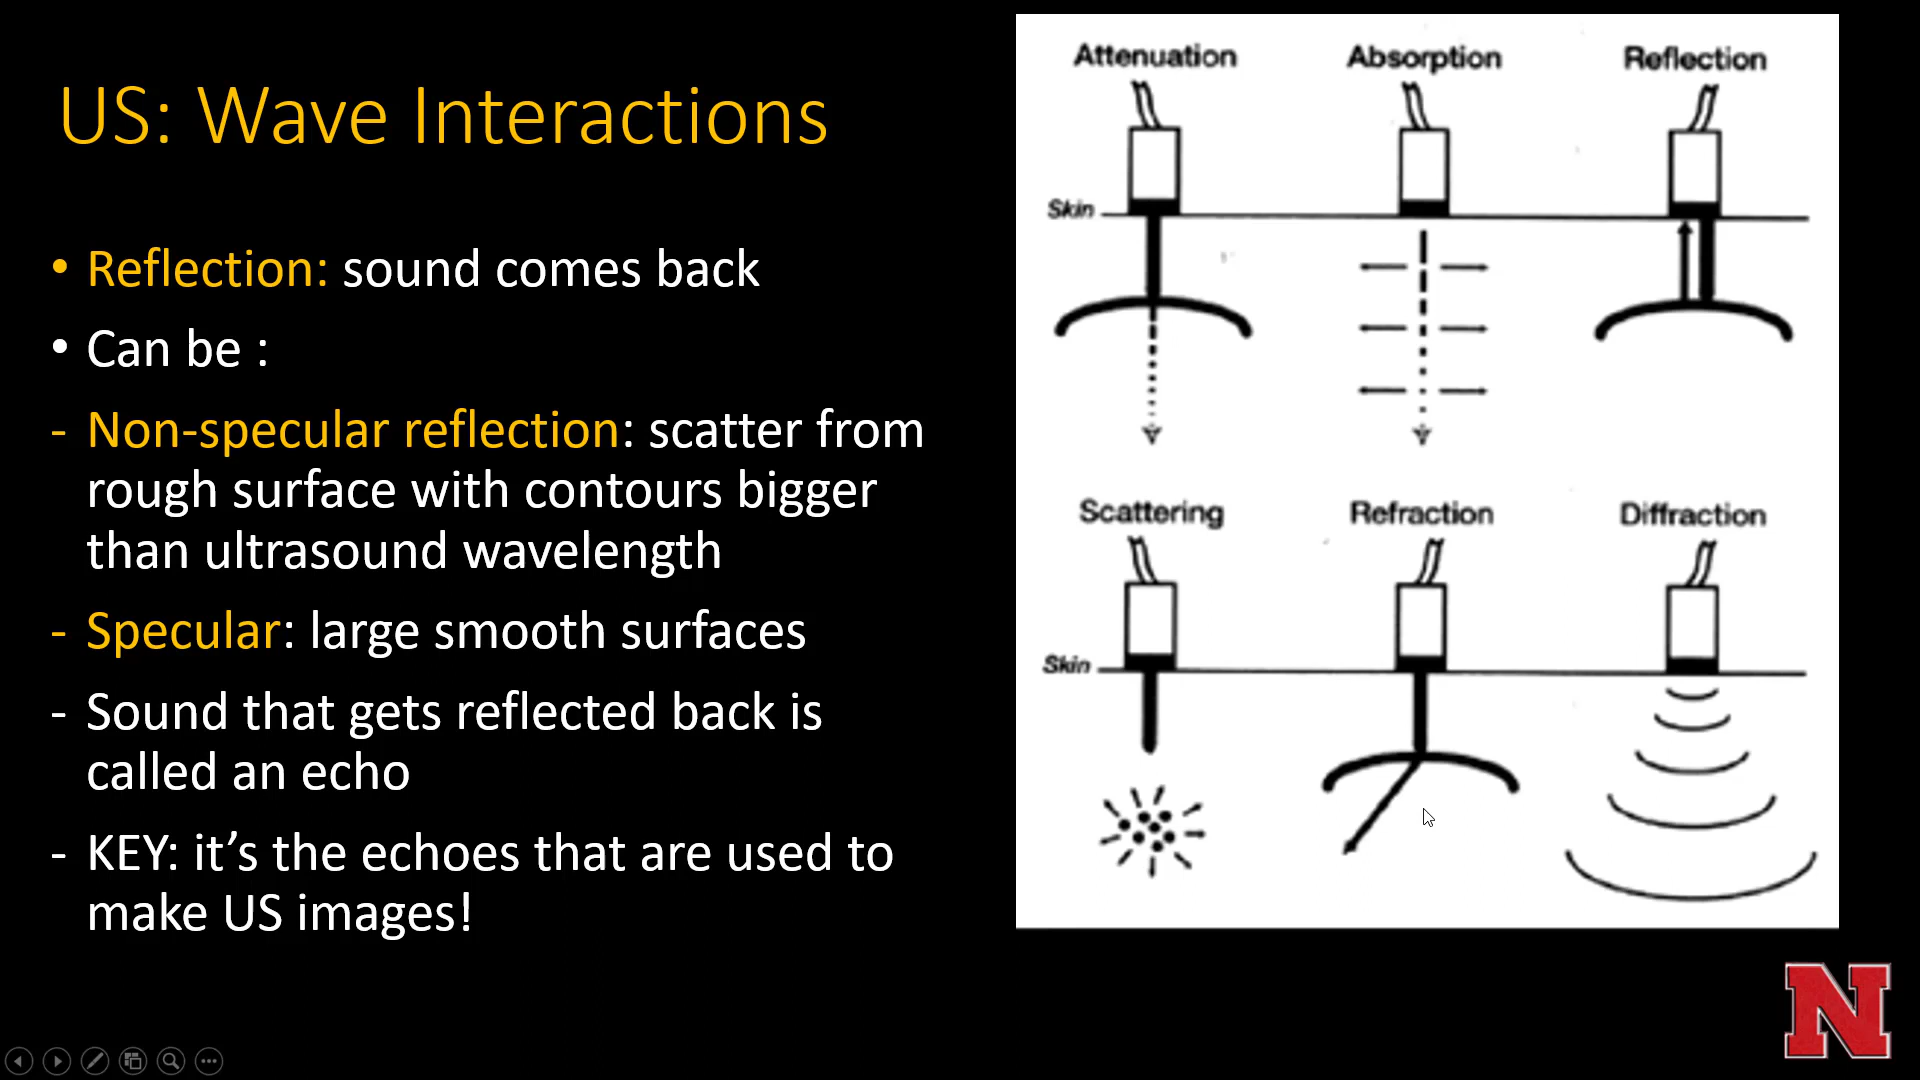 US: Wave Interactions
• Reflection: sound comes back
• Can be :
- Non-specular reflection: scatter from
rough surface with contours bigger
than ultrasound wavelength
- Specular: large smooth surfaces
- Sound that gets reflected back is
called an echo
- KEY: it’s the echoes that are used to
make US images!
Attenuation Absorption Reflection
Skin
Scattering Refraction Diffraction
Skin
N